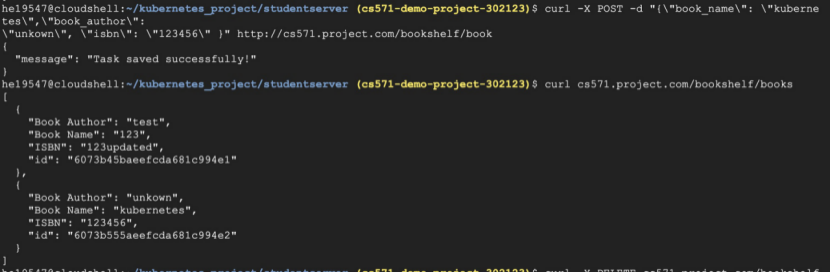 he19547@cloudshell:~/kubernetes_project/studentserver (cs571-demo-project-302123)$ curl -X POST -d "{\"book_name\": \"kuberne
tes\",\"book_author\":
\"unkown\", \"isbn\": \"123456\" }" http://cs571.project.com/bookshelf/book
{
"message": "Task saved successfully!"
}
he19547@cloudshell:~/kubernetes_project/studentserver (cs571-demo-project-302123)$ curl cs571.project.com/bookshelf/books
[
{
"Book Author": "test",
"Book Name": "123",
"ISBN": "123updated",
"id": "6073b45baeefcda681c994e1"
},
{
"Book Author": "unkown",
"Book Name": "kubernetes",
"ISBN": "123456",
"id": "6073b555aeefcda681c994e2"
}
]
he19547@cloudshell:~/kubernetes_project/studentserver (cs571-demo-project-302123)$ curl -X DELETE cs571.project.com/bookshelf